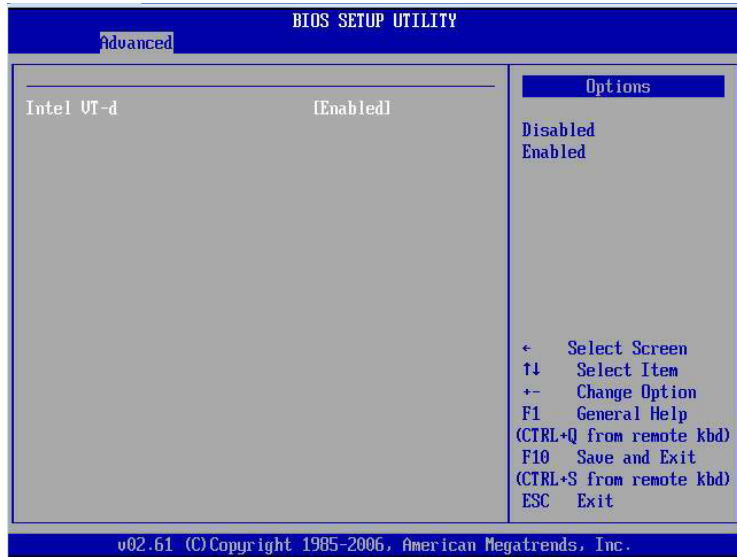 BIOS SETUP UTILITY
Advanced
Intel VT-d [Enabled]
Options
Disabled
Enabled
← Select Screen
↑↓ Select Item
+- Change Option
F1 General Help
(CTRL+Q from remote kbd)
F10 Save and Exit
(CTRL+S from remote kbd)
ESC Exit
v02.61 (C)Copyright 1985-2006, American Megatrends, Inc.